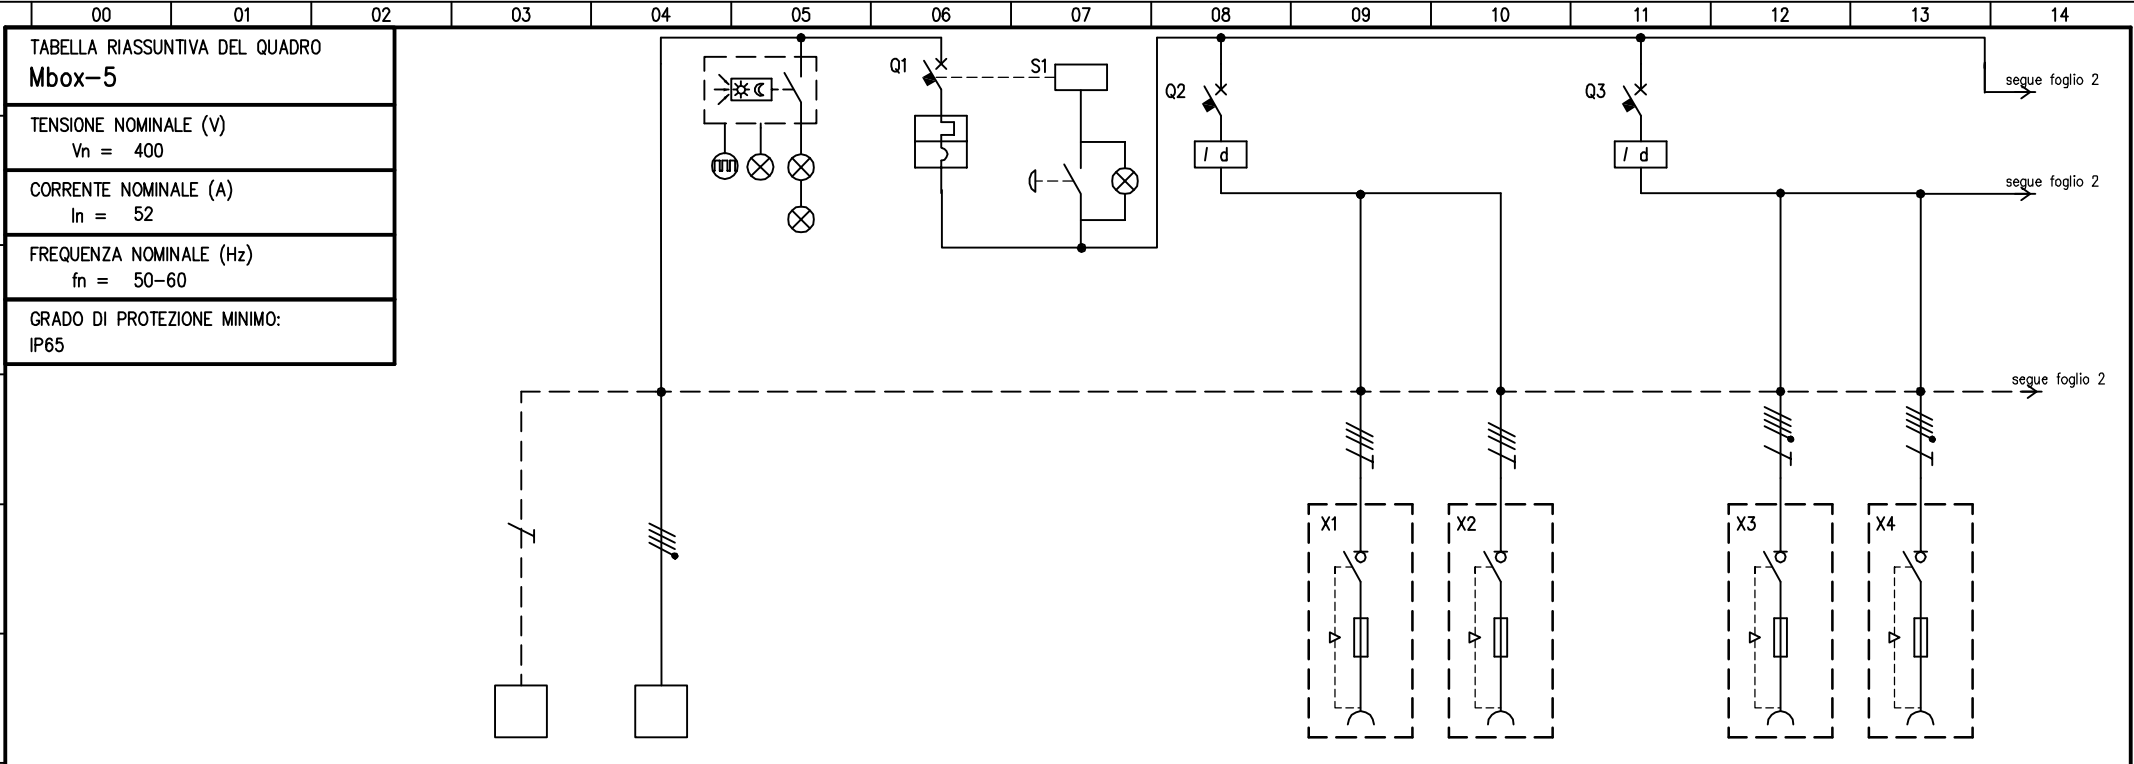 00 01 02 03 04 05 06 07 08 09 10 11 12 13 14
TABELLA RIASSUNTIVA DEL QUADRO
Mbox-5
TENSIONE NOMINALE (V)
Vn = 400
CORRENTE NOMINALE (A)
In = 52
FREQUENZA NOMINALE (Hz)
fn = 50-60
GRADO DI PROTEZIONE MINIMO:
IP65
Q1
S1
Q2
I d
Q3
I d
segue foglio 2
segue foglio 2
segue foglio 2
X1
X2
X3
X4